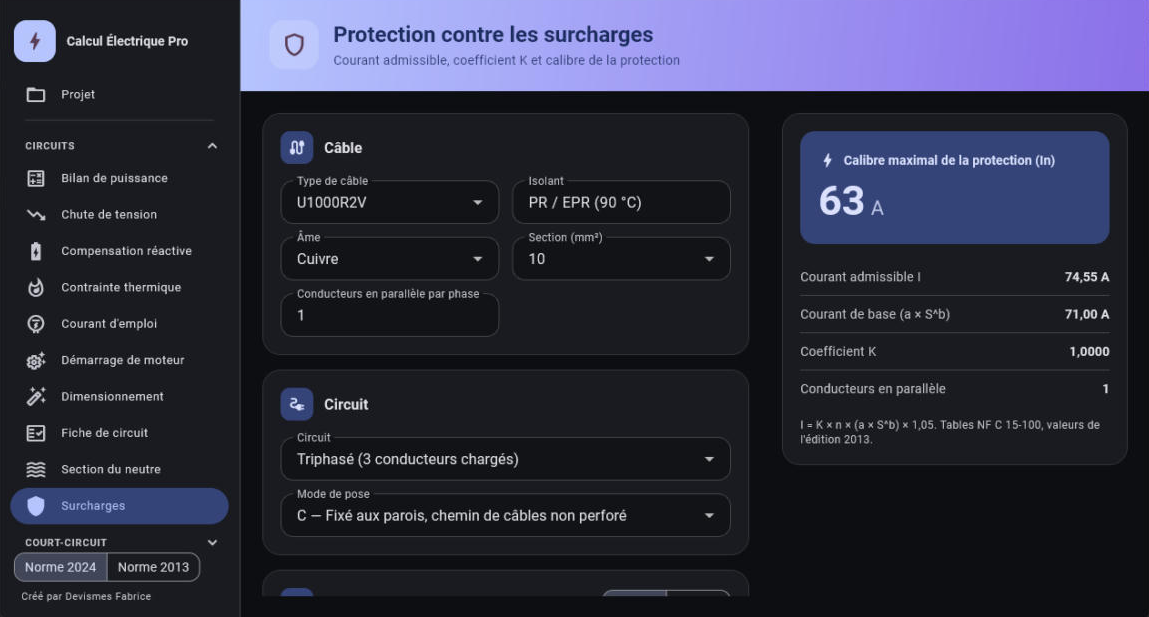 Calcul Électrique Pro
Projet
CIRCUITS
Bilan de puissance
Chute de tension
Compensation réactive
Contrainte thermique
Courant d'emploi
Démarrage de moteur
Dimensionnement
Fiche de circuit
Section du neutre
Surcharges
COURT-CIRCUIT
Norme 2024
Norme 2013
Créé par Devismes Fabrice
Protection contre les surcharges
Courant admissible, coefficient K et calibre de la protection
Câble
Type de câble
U1000R2V
Isolant
PR / EPR (90 °C)
Âme
Cuivre
Section (mm²)
10
Conducteurs en parallèle par phase
1
Circuit
Circuit
Triphasé (3 conducteurs chargés)
Mode de pose
C — Fixé aux parois, chemin de câbles non perforé
Calibre maximal de la protection (In)
63 A
Courant admissible I
74,55 A
Courant de base (a × S^b)
71,00 A
Coefficient K
1,0000
Conducteurs en parallèle
1
I = K × n × (a × S^b) × 1,05. Tables NF C 15-100, valeurs de
l'édition 2013.